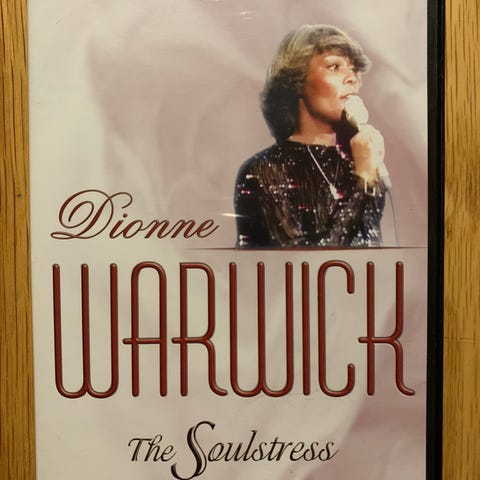 Dionne
WARWICK
The Soulstress